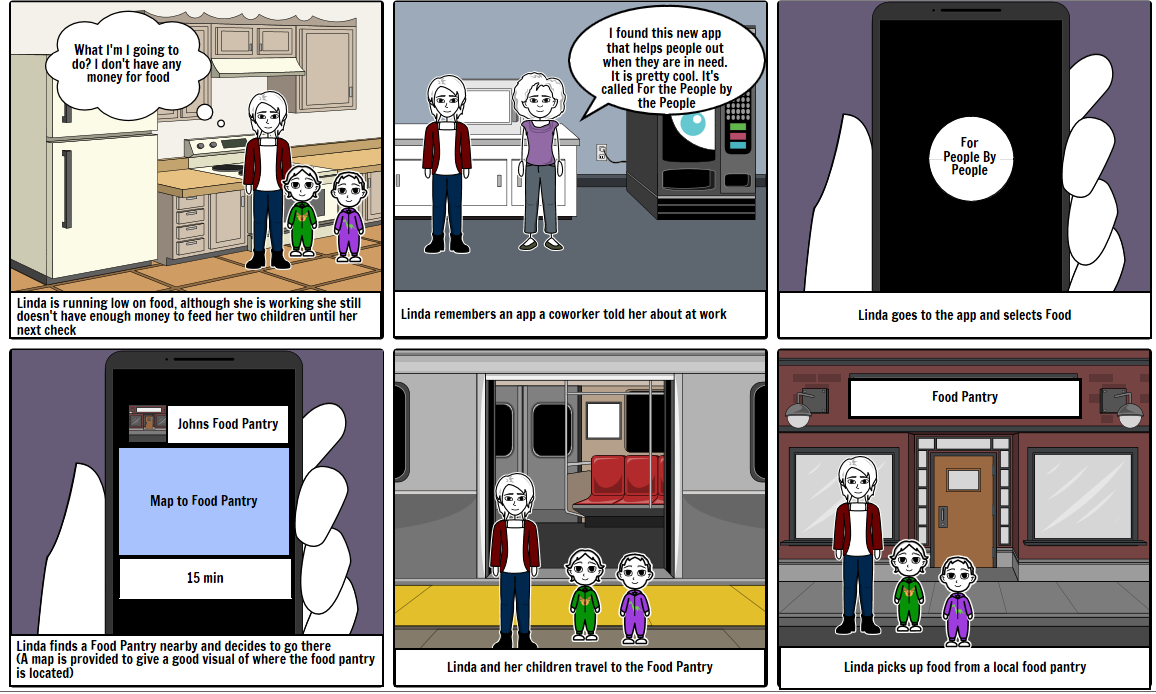 What I'm I going to
do? I don't have any
money for food
Linda is running low on food, although she is working she still
doesn't have enough money to feed her two children until her
next check
I found this new app
that helps people out
when they are in need.
It is pretty cool. It's
called For the People by
the People
Linda remembers an app a coworker told her about at work
For
People By
People
Linda goes to the app and selects Food
Johns Food Pantry
Map to Food Pantry
15 min
Linda finds a Food Pantry nearby and decides to go there
(A map is provided to give a good visual of where the food pantry
is located)
Linda and her children travel to the Food Pantry
Food Pantry
Linda picks up food from a local food pantry